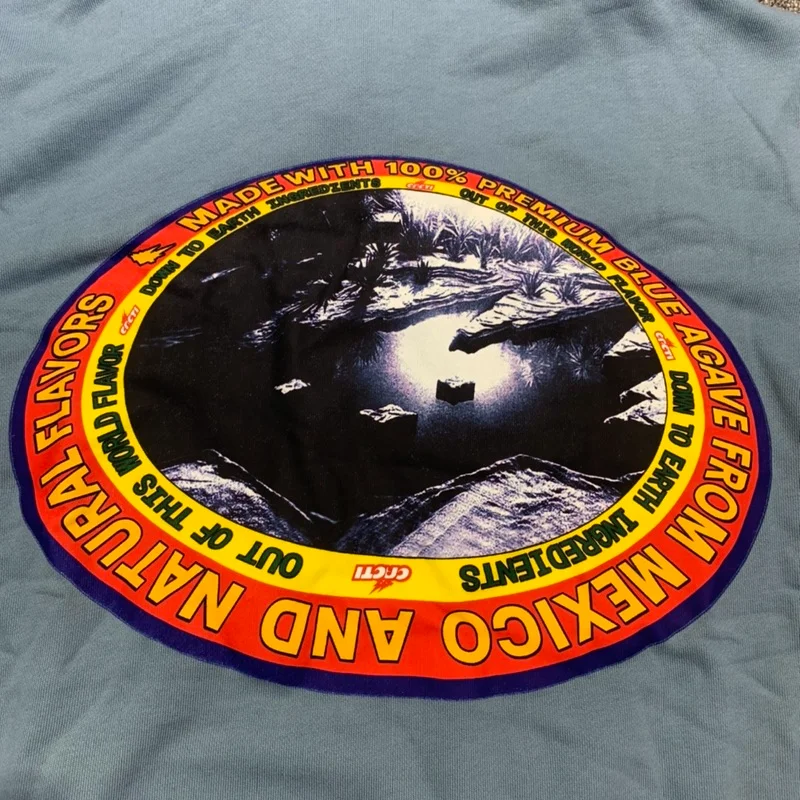 MADE WITH 100% PREMIUM BLUE AGAVE FROM MEXICO AND NATURAL FLAVORS
DOWN TO EARTH INGREDIENTS
CACTI
OUT OF THIS WORLD FLAVOR
CACTI
DOWN TO EARTH INGREDIENTS
CACTI
OUT OF THIS WORLD FLAVOR
CACTI